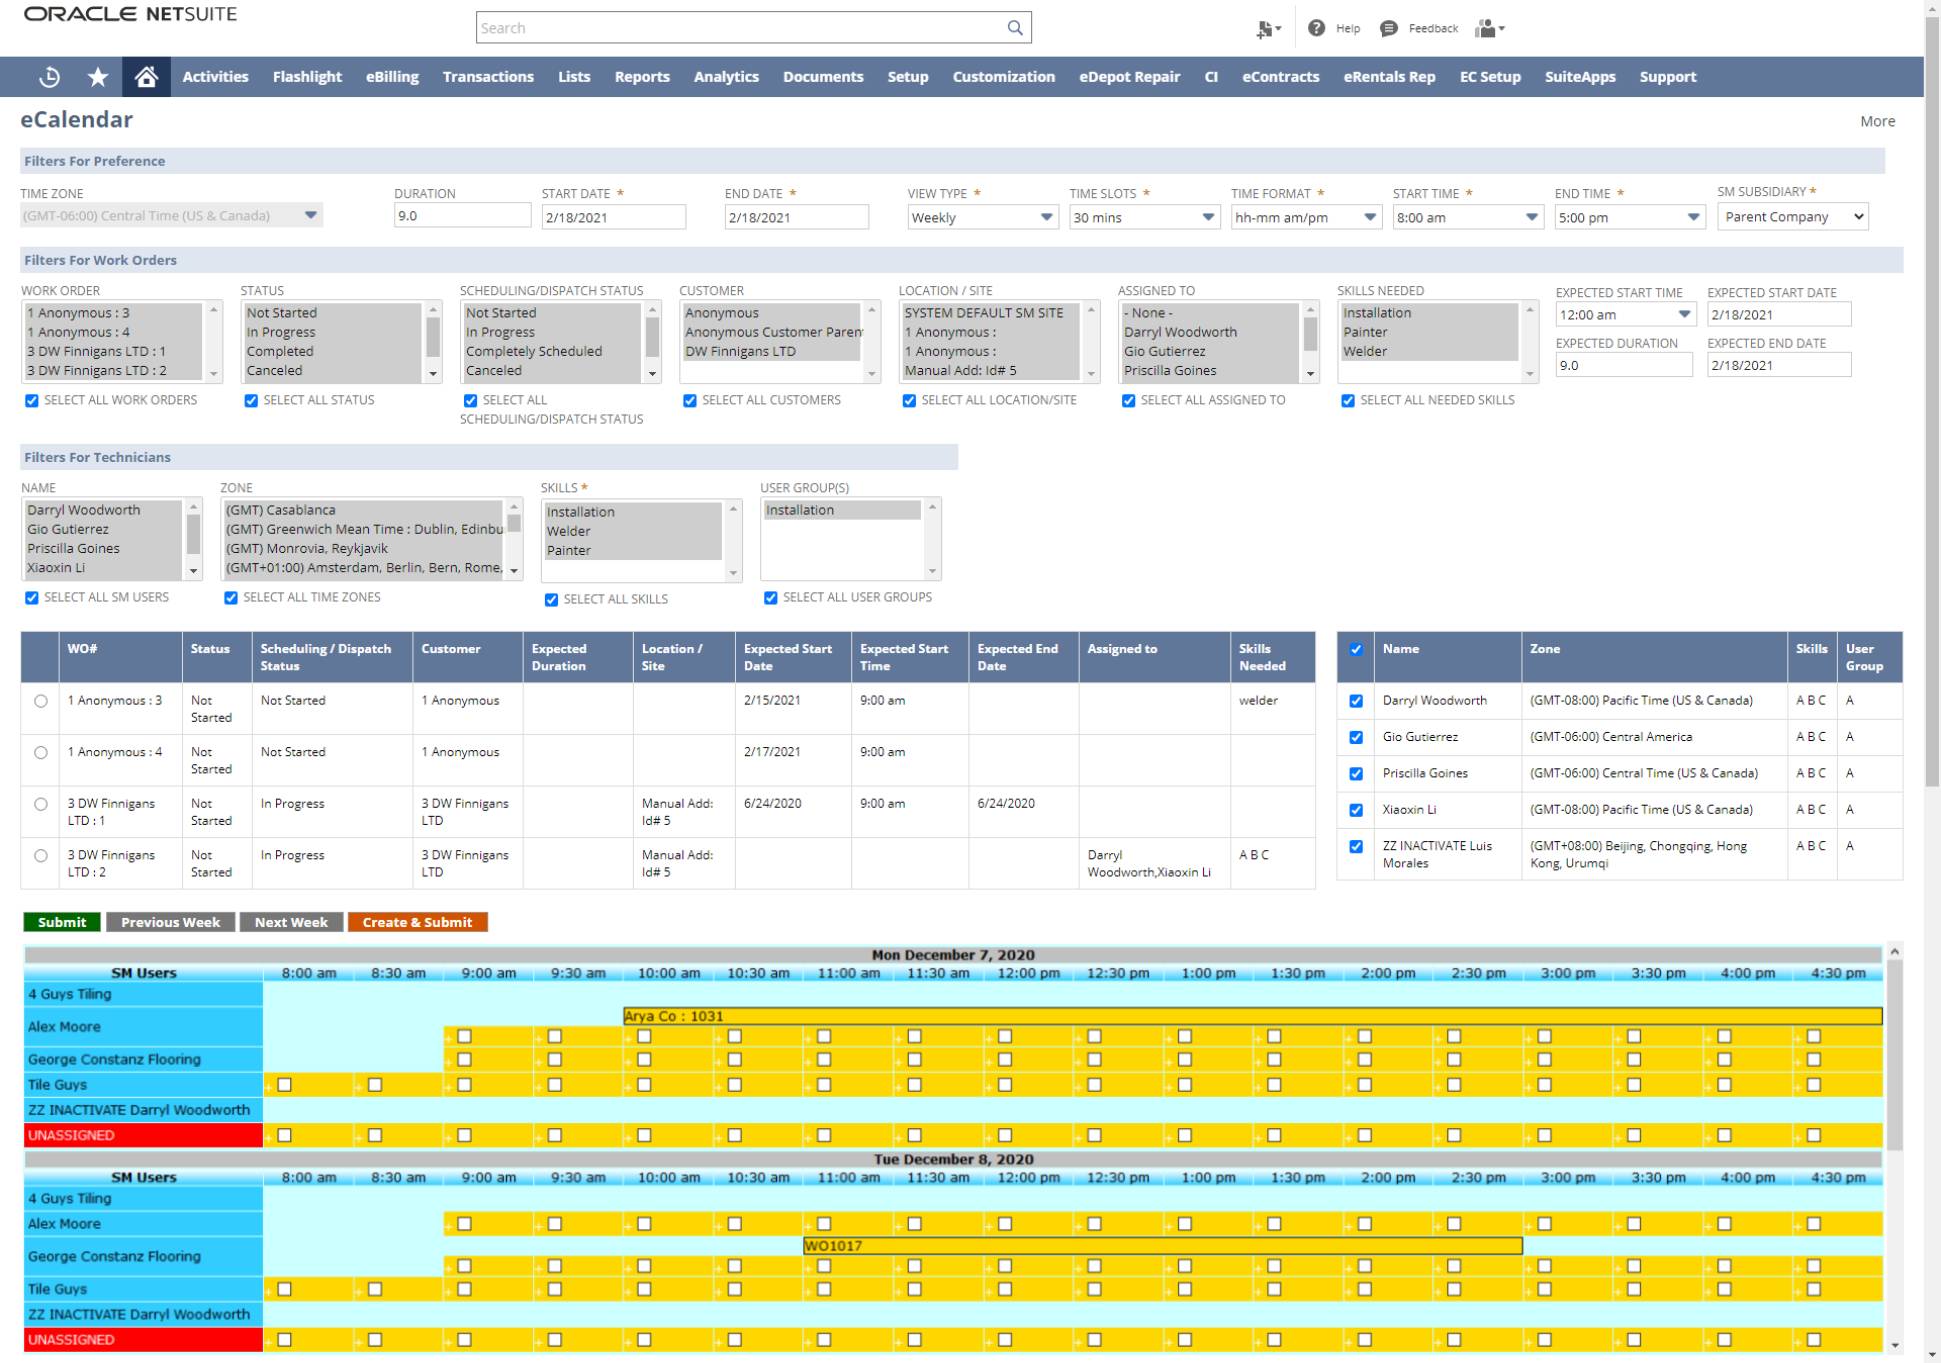 ORACLE NETSUITE
Search
Help
Feedback
Activities Flashlight eBilling Transactions Lists Reports Analytics Documents Setup Customization eDepot Repair CI eContracts eRentals Rep EC Setup SuiteApps Support
eCalendar
More
Filters For Preference
TIME ZONE DURATION START DATE * END DATE * VIEW TYPE * TIME SLOTS * TIME FORMAT * START TIME * END TIME * SM SUBSIDIARY *
(GMT-06:00) Central Time (US & Canada) 9.0 2/18/2021 2/18/2021 Weekly 30 mins hh-mm am/pm 8:00 am 5:00 pm Parent Company
Filters For Work Orders
WORK ORDER
1 Anonymous : 3
1 Anonymous : 4
3 DW Finnigans LTD : 1
3 DW Finnigans LTD : 2
SELECT ALL WORK ORDERS
STATUS
Not Started
In Progress
Completed
Canceled
SELECT ALL STATUS
SCHEDULING/DISPATCH STATUS
Not Started
In Progress
Completely Scheduled
Canceled
SELECT ALL
SCHEDULING/DISPATCH STATUS
CUSTOMER
Anonymous
Anonymous Customer Paren
DW Finnigans LTD
SELECT ALL CUSTOMERS
LOCATION / SITE
SYSTEM DEFAULT SM SITE
1 Anonymous :
1 Anonymous :
Manual Add: Id# 5
SELECT ALL LOCATION/SITE
ASSIGNED TO
- None -
Darryl Woodworth
Gio Gutierrez
Priscilla Goines
SELECT ALL ASSIGNED TO
SKILLS NEEDED
Installation
Painter
Welder
SELECT ALL NEEDED SKILLS
EXPECTED START TIME
12:00 am
EXPECTED START DATE
2/18/2021
EXPECTED DURATION
9.0
EXPECTED END DATE
2/18/2021
Filters For Technicians
NAME
Darryl Woodworth
Gio Gutierrez
Priscilla Goines
Xiaoxin Li
SELECT ALL SM USERS
ZONE
(GMT) Casablanca
(GMT) Greenwich Mean Time : Dublin, Edinbu
(GMT) Monrovia, Reykjavik
(GMT+01:00) Amsterdam, Berlin, Bern, Rome,
SELECT ALL TIME ZONES
SKILLS *
Installation
Welder
Painter
SELECT ALL SKILLS
USER GROUP(S)
Installation
SELECT ALL USER GROUPS
WO# Status Scheduling / Dispatch Status Customer Expected Duration Location / Site Expected Start Date Expected Start Time Expected End Date Assigned to Skills Needed
1 Anonymous : 3 Not Started Not Started 1 Anonymous 2/15/2021 9:00 am welder
1 Anonymous : 4 Not Started Not Started 1 Anonymous 2/17/2021 9:00 am
3 DW Finnigans LTD : 1 Not Started In Progress 3 DW Finnigans LTD Manual Add: Id# 5 6/24/2020 9:00 am 6/24/2020
3 DW Finnigans LTD : 2 Not Started In Progress 3 DW Finnigans LTD Manual Add: Id# 5 Darryl Woodworth,Xiaoxin Li A B C
Name Zone Skills User Group
Darryl Woodworth (GMT-08:00) Pacific Time (US & Canada) A B C A
Gio Gutierrez (GMT-06:00) Central America A B C A
Priscilla Goines (GMT-06:00) Central Time (US & Canada) A B C A
Xiaoxin Li (GMT-08:00) Pacific Time (US & Canada) A B C A
ZZ INACTIVATE Luis Morales (GMT+08:00) Beijing, Chongqing, Hong Kong, Urumqi A B C A
Submit Previous Week Next Week Create & Submit
Mon December 7, 2020
SM Users 8:00 am 8:30 am 9:00 am 9:30 am 10:00 am 10:30 am 11:00 am 11:30 am 12:00 pm 12:30 pm 1:00 pm 1:30 pm 2:00 pm 2:30 pm 3:00 pm 3:30 pm 4:00 pm 4:30 pm
4 Guys Tiling
Arya Co : 1031
Alex Moore
George Constanz Flooring
Tile Guys
ZZ INACTIVATE Darryl Woodworth
UNASSIGNED
Tue December 8, 2020
SM Users 8:00 am 8:30 am 9:00 am 9:30 am 10:00 am 10:30 am 11:00 am 11:30 am 12:00 pm 12:30 pm 1:00 pm 1:30 pm 2:00 pm 2:30 pm 3:00 pm 3:30 pm 4:00 pm 4:30 pm
4 Guys Tiling
Alex Moore
WO1017
George Constanz Flooring
Tile Guys
ZZ INACTIVATE Darryl Woodworth
UNASSIGNED